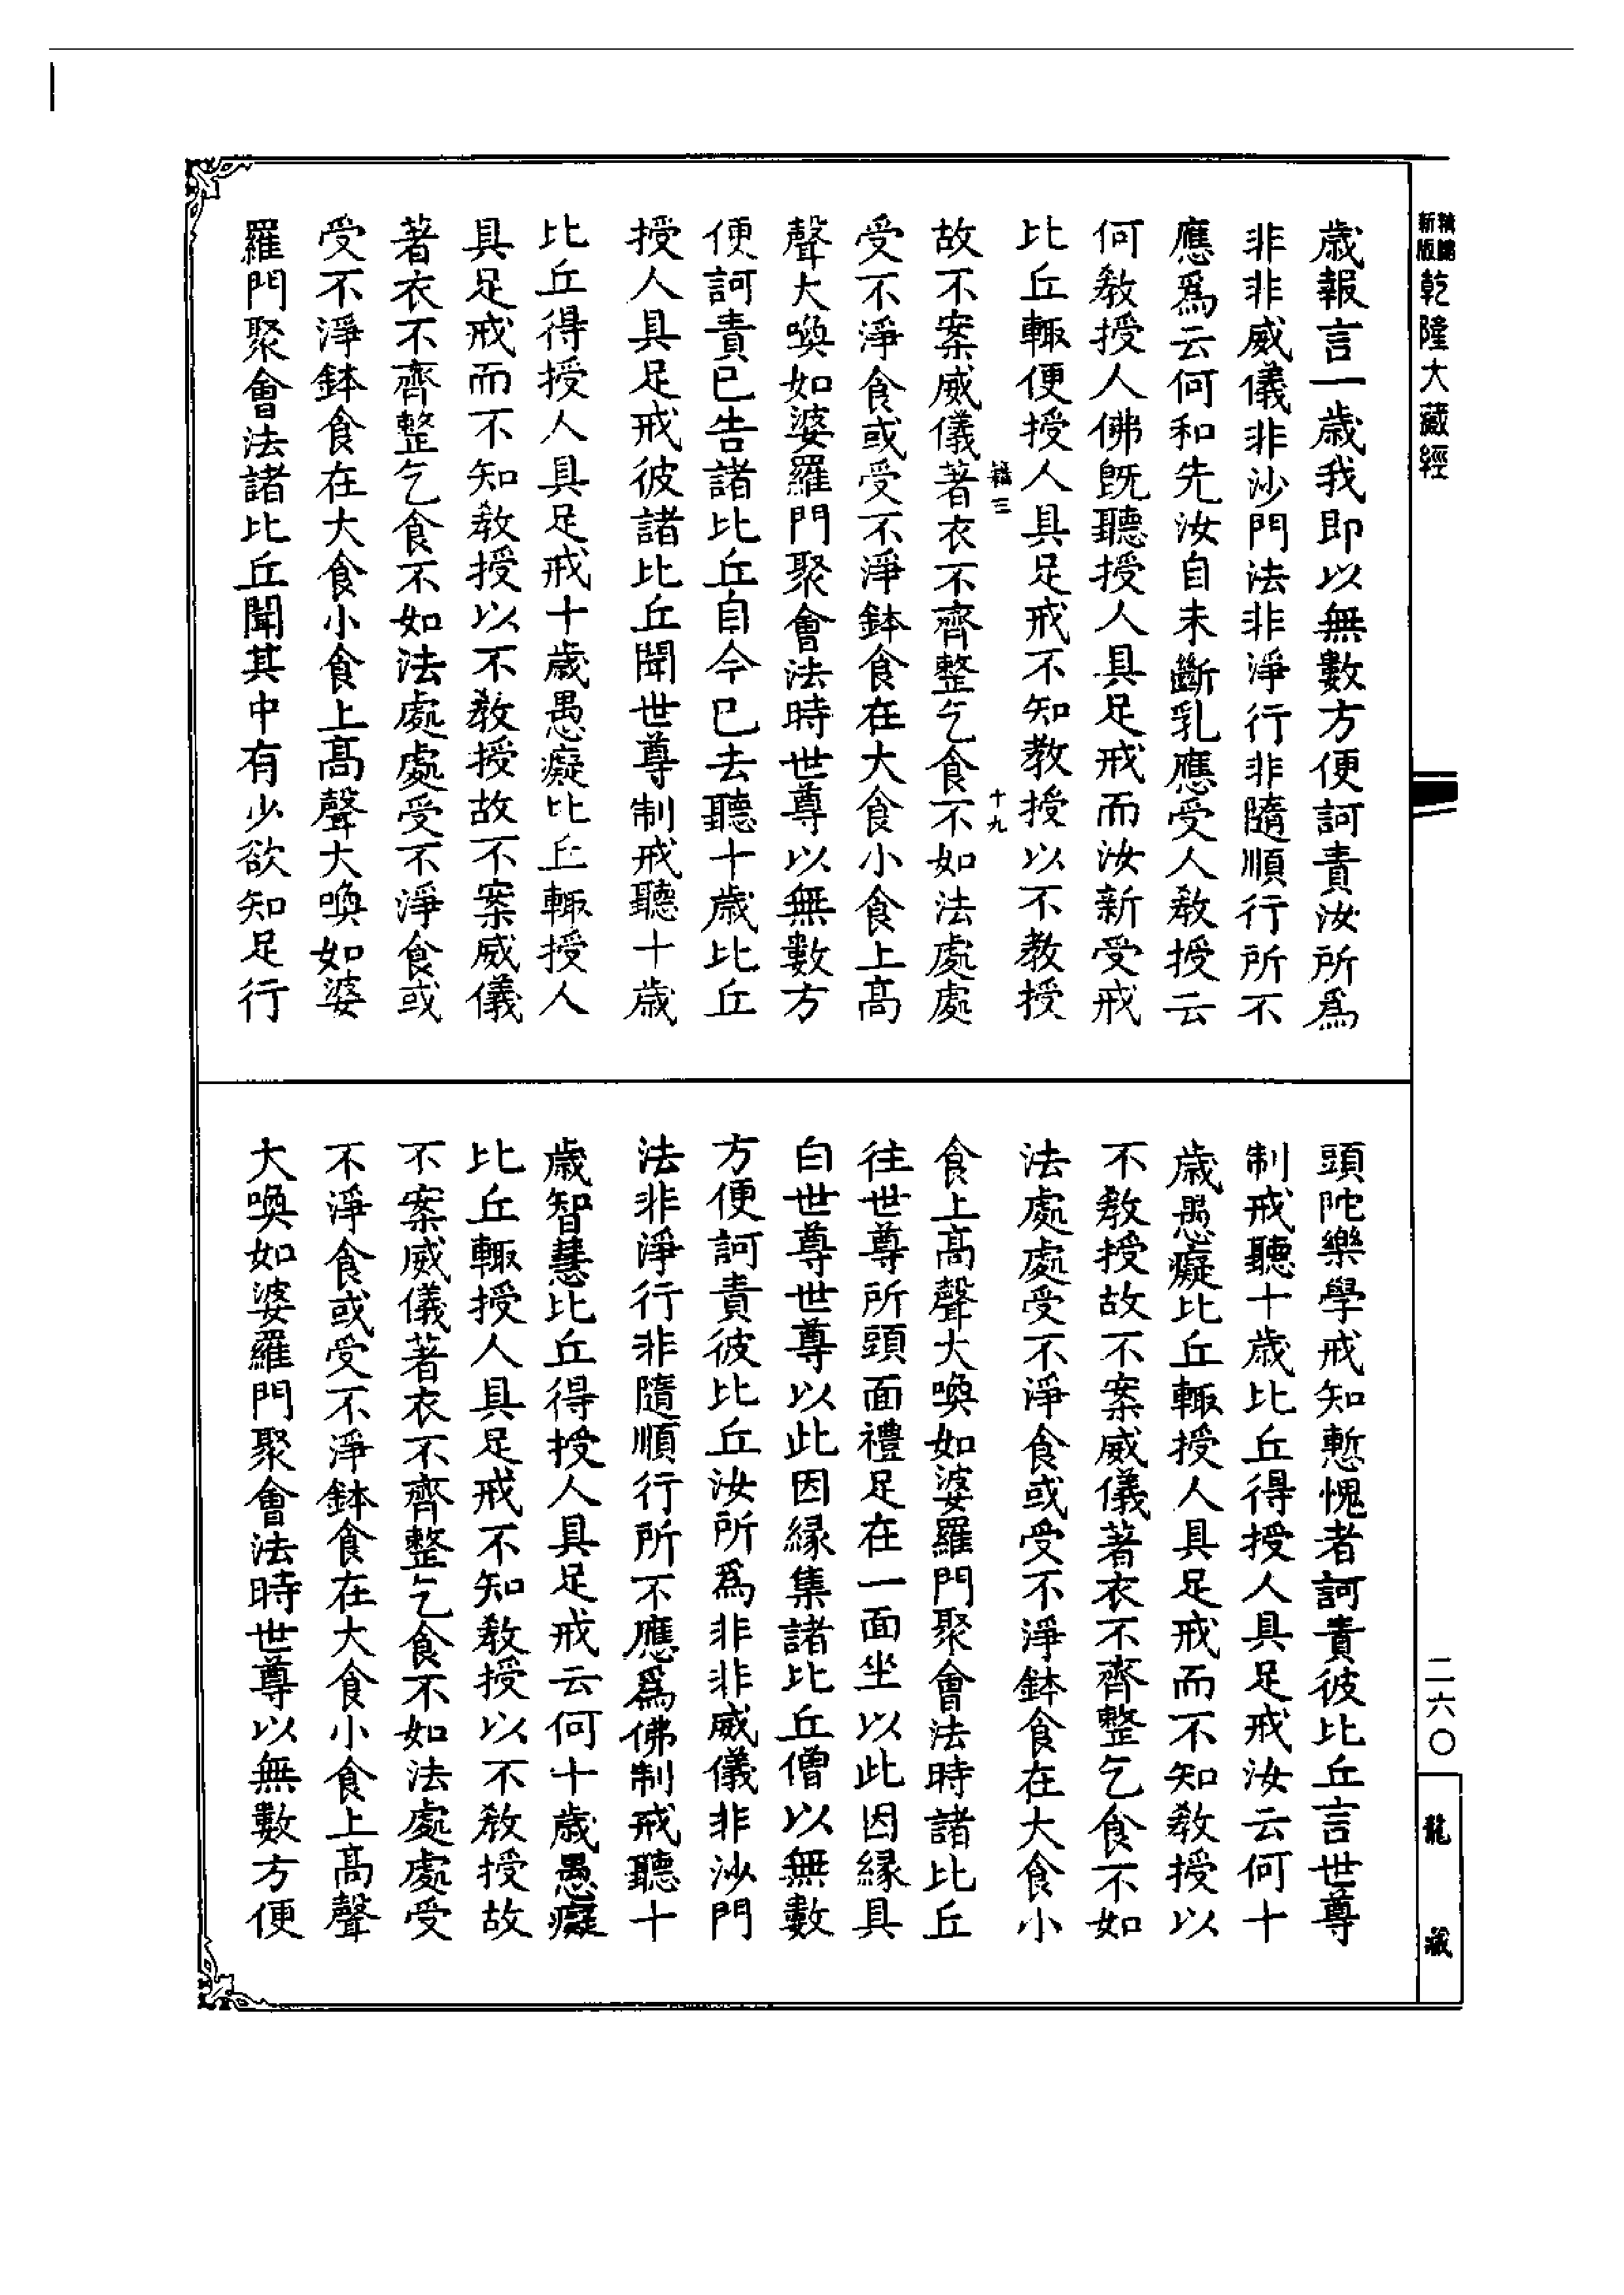 新編
新版
乾隆大藏經
歲報言一歲我即以無數方便訶責汝所為
非非威儀非沙門法非淨行非隨順行所不
應為云何和先汝自未斷乳應受人教授云
何教授人佛既聽授人具足戒而汝新受戒
比丘輙便授人具足戒不知教授以不教授
籍三
十九
故不案威儀著衣不齊整乞食不如法處處
受不淨食或受不淨鉢食在大食小食上高
聲大喚如婆羅門聚會法時世尊以無數方
便訶責已告諸比丘自今已去聽十歲比丘
授人具足戒彼諸比丘聞世尊制戒聽十歲
比丘得授人具足戒十歲愚癡比丘輙授人
具足戒而不知教授以不教授故不案威儀
著衣不齊整乞食不如法處處受不淨食或
受不淨鉢食在大食小食上高聲大喚如婆
羅門聚會法諸比丘聞其中有少欲知足行
頭陀樂學戒知慙愧者訶責彼比丘言世尊
制戒聽十歲比丘得授人具足戒汝云何十
歲愚癡比丘輙授人具足戒而不知教授以
不教授故不案威儀著衣不齊整乞食不如
法處處受不淨食或受不淨鉢食在大食小
食上高聲大喚如婆羅門聚會法時諸比丘
往世尊所頭面禮足在一面坐以此因緣具
白世尊世尊以此因緣集諸比丘僧以無數
方便訶責彼比丘汝所為非非威儀非沙門
法非淨行非隨順行所不應為佛制戒聽十
歲智慧比丘得授人具足戒云何十歲愚癡
比丘輙授人具足戒不知教授以不教授故
不案威儀著衣不齊整乞食不如法處處受
不淨食或受不淨鉢食在大食小食上高聲
大喚如婆羅門聚會法時世尊以無數方便
二六〇
龍藏